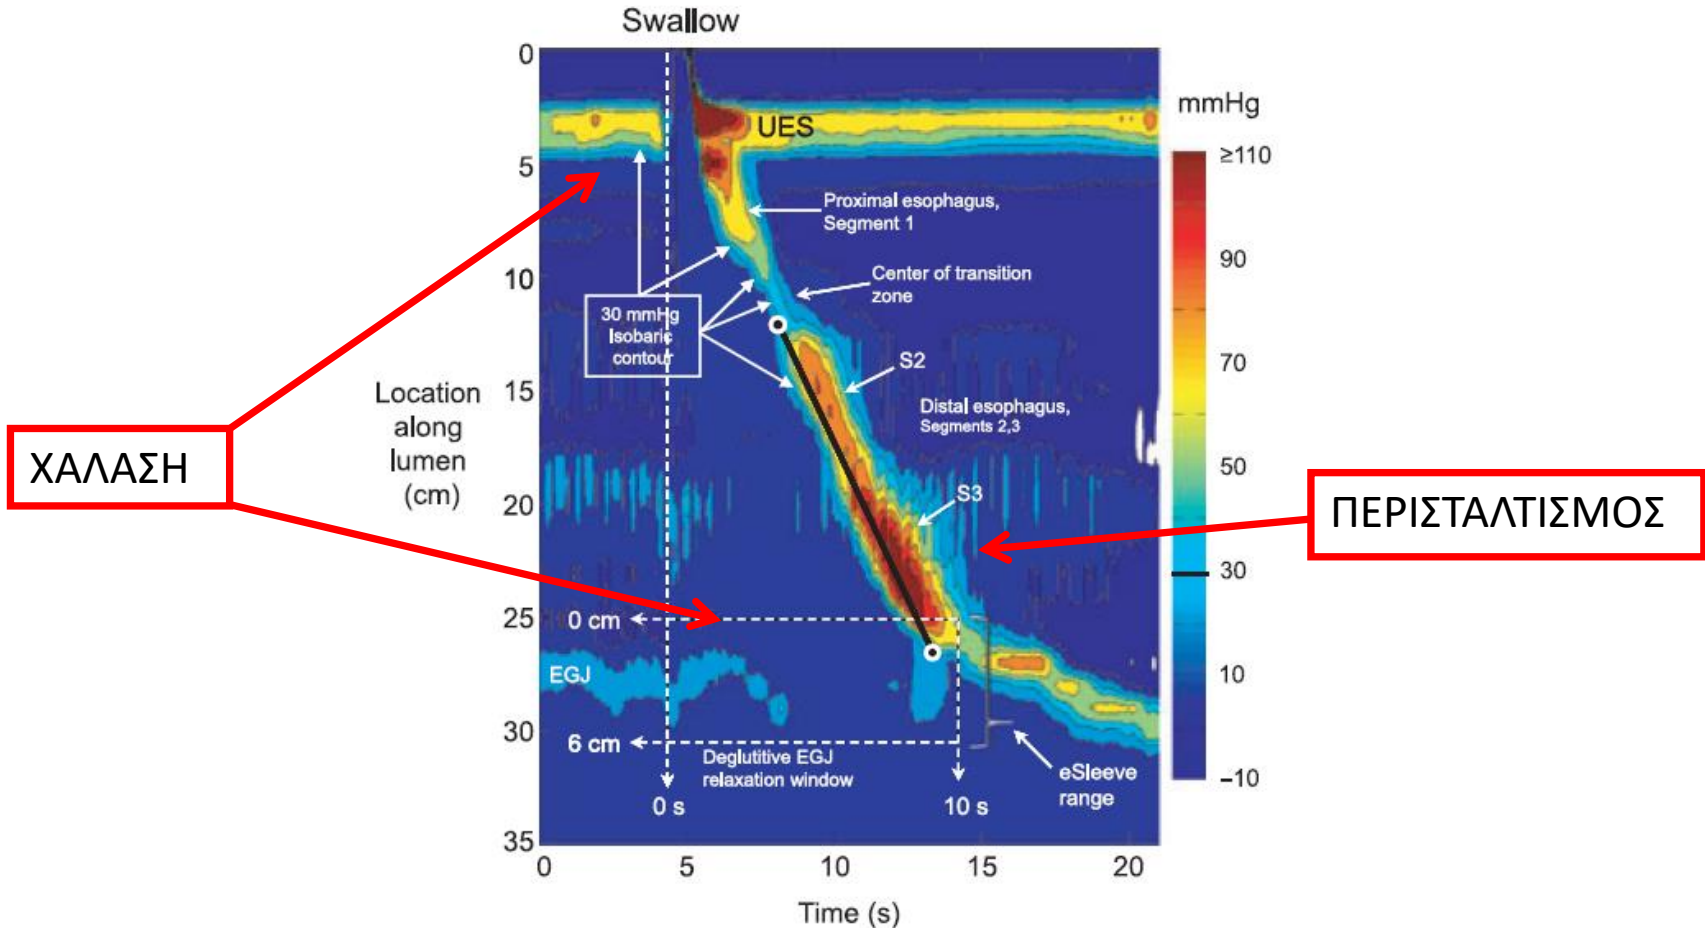 Swallow
0
5
10
15
20
25
30
35
Location
along
lumen
(cm)
0
5
10
15
20
Time (s)
UES
Proximal esophagus,
Segment 1
Center of transition
zone
30 mmHg
Isobaric
contour
S2
Distal esophagus,
Segments 2,3
S3
0 cm
EGJ
6 cm
Deglutitive EGJ
relaxation window
0 s
10 s
eSleeve
range
mmHg
≥110
90
70
50
30
10
–10
ΧΑΛΑΣΗ
ΠΕΡΙΣΤΑΛΤΙΣΜΟΣ